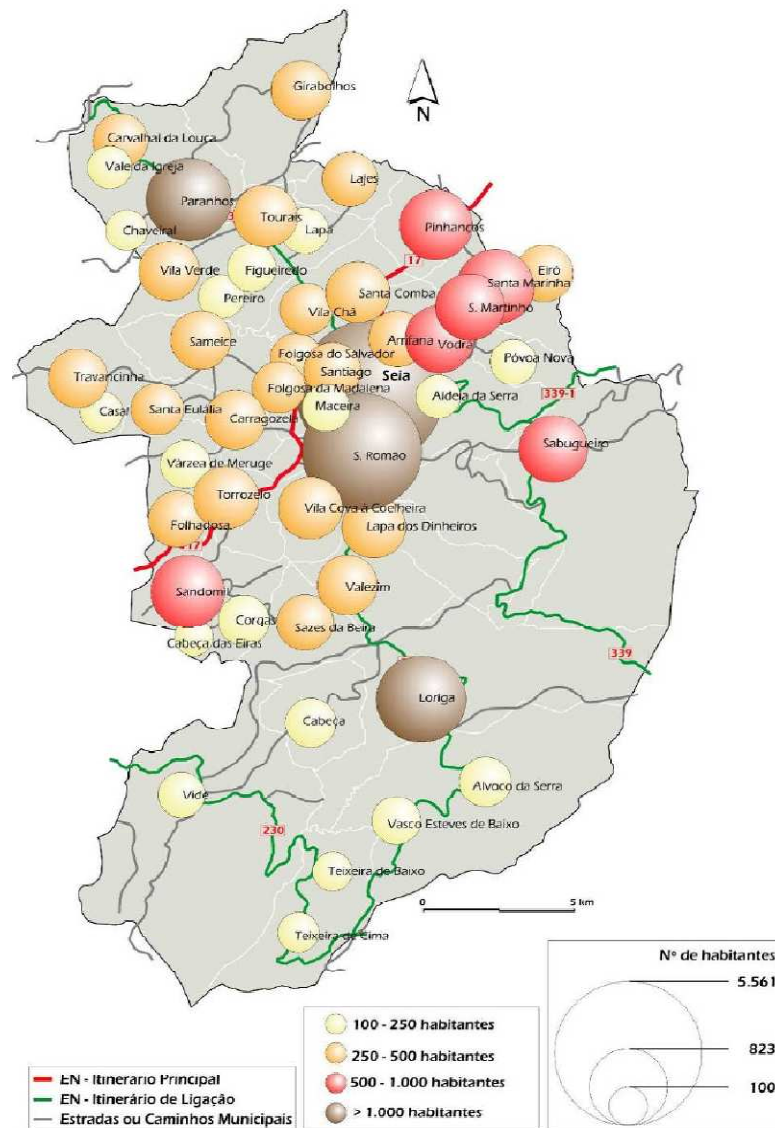 Girabolhos
N
Carvalhal da Louça
Vale da Igreja
Lajes
Paranhos
Pinhanços
Tourais
Chaveiral
Lapa
17
Vila Verde
Figueiredo
Eirô
Santa Marinha
Santa Comba
Pereiro
S. Martinho
Vila Chã
Sameice
Arrifana
Vodra
Folgosa do Salvador
Póvoa Nova
Santiago
Seia
Travancinha
Folgosa da Madalena
Aldeia da Serra
339-1
Casal
Santa Eulália
Maceira
Carragozela
Sabugueiro
S. Romão
Várzea de Meruge
Torrozelo
Vila Cova à Coelheira
Folhadosa
Lapa dos Dinheiros
17
Sandomil
Valezim
Corgas
Sazes da Beira
Cabeça das Eiras
339
Loriga
Cabeça
Alvoco da Serra
Vide
Vasco Esteves de Baixo
230
Teixeira de Baixo
0 5 km
Teixeira de Cima
Nº de habitantes
5.561
823
100
100 - 250 habitantes
250 - 500 habitantes
500 - 1.000 habitantes
> 1.000 habitantes
EN - Itinerário Principal
EN - Itinerário de Ligação
Estradas ou Caminhos Municipais